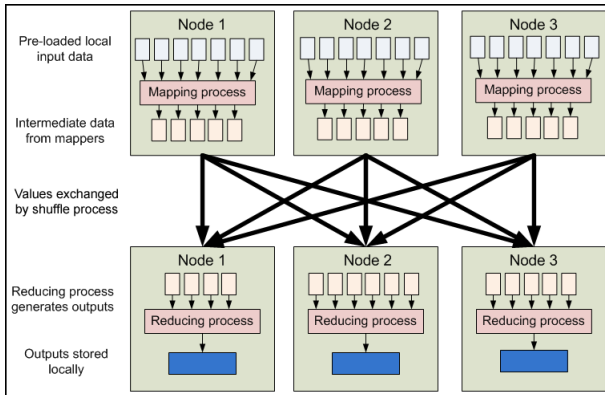 Node 1
Node 2
Node 3
Pre-loaded local
input data
Mapping process
Mapping process
Mapping process
Intermediate data
from mappers
Values exchanged
by shuffle process
Node 1
Node 2
Node 3
Reducing process
generates outputs
Reducing process
Reducing process
Reducing process
Outputs stored
locally